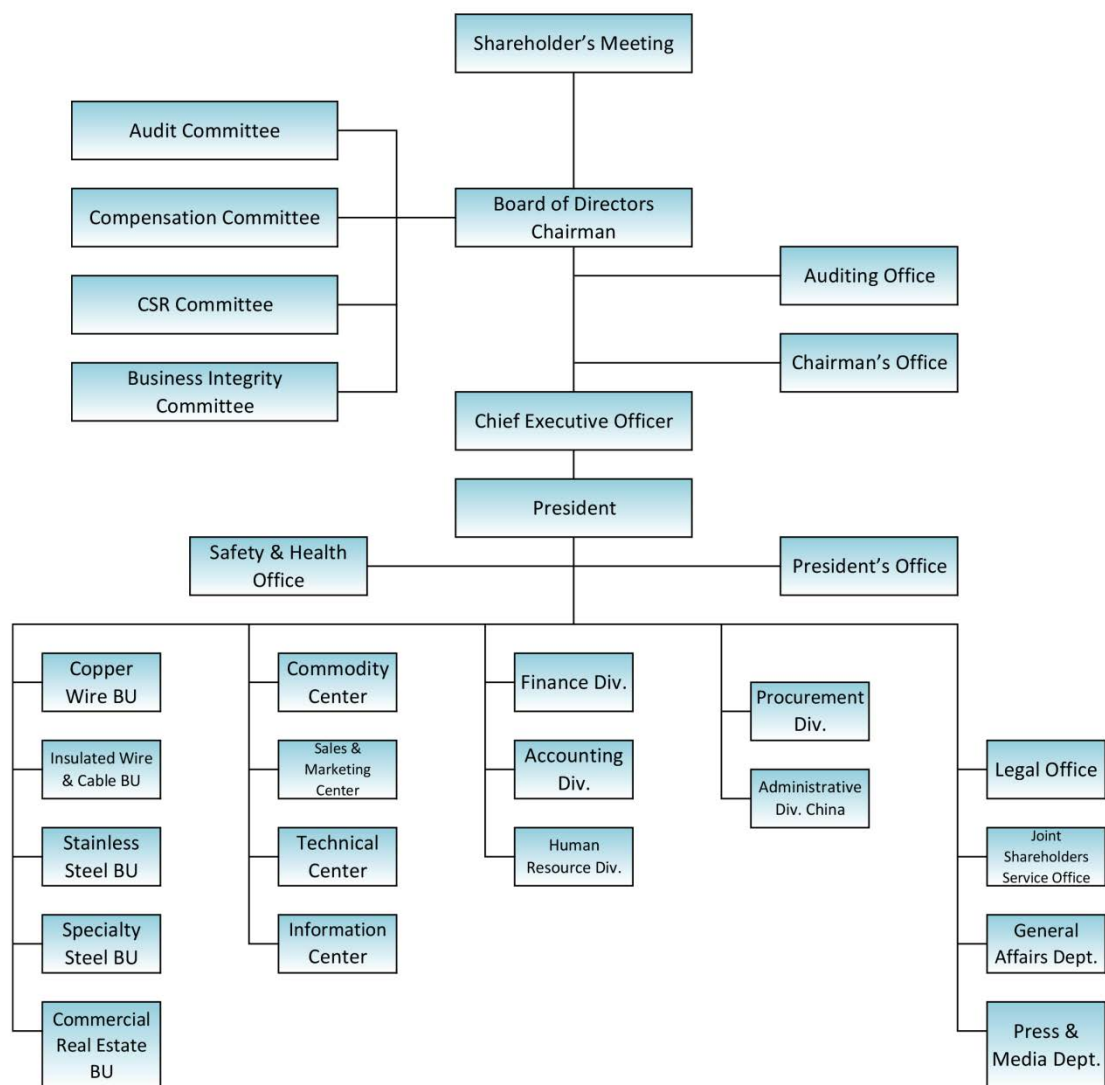 Shareholder’s Meeting
Audit Committee
Compensation Committee
CSR Committee
Business Integrity
Committee
Board of Directors
Chairman
Auditing Office
Chairman’s Office
Chief Executive Officer
President
Safety & Health
Office
President’s Office
Copper
Wire BU
Insulated Wire
& Cable BU
Stainless
Steel BU
Specialty
Steel BU
Commercial
Real Estate
BU
Commodity
Center
Sales &
Marketing
Center
Technical
Center
Information
Center
Finance Div.
Accounting
Div.
Human
Resource Div.
Procurement
Div.
Administrative
Div. China
Legal Office
Joint
Shareholders
Service Office
General
Affairs Dept.
Press &
Media Dept.